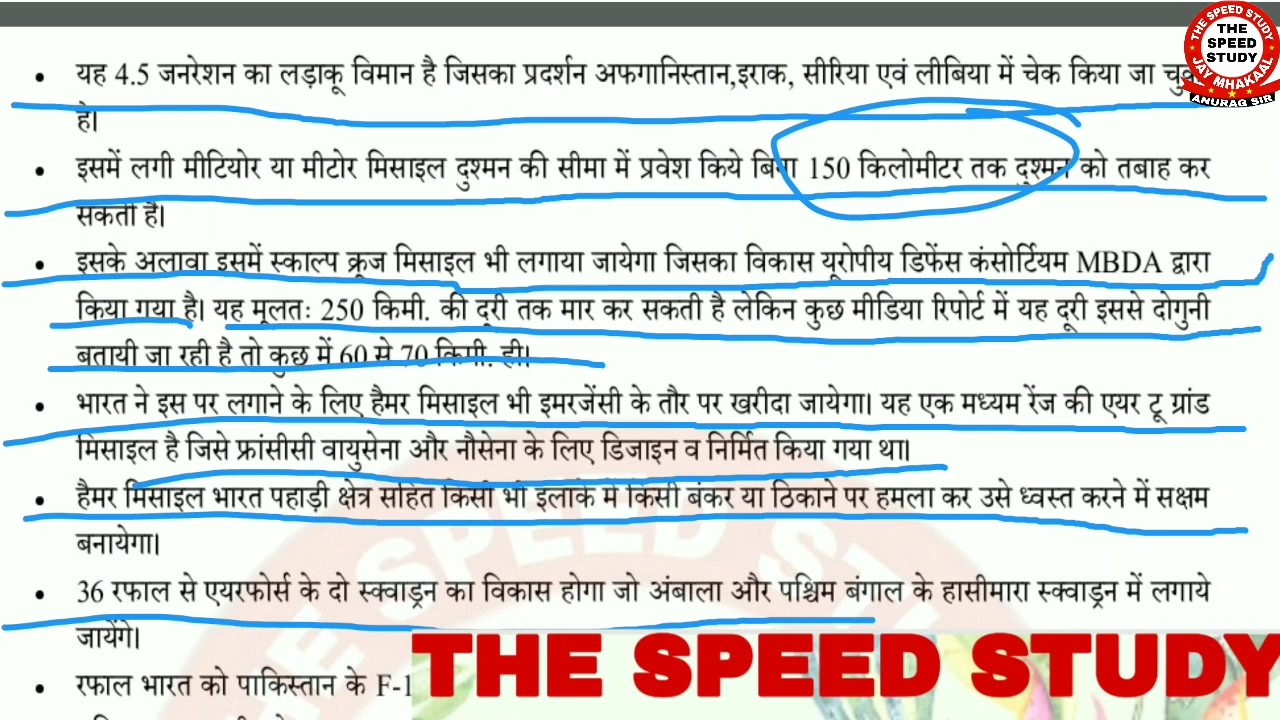 THE SPEED STUDY
THE
SPEED
STUDY
JAY MHAKAAL
ANURAG SIR
यह 4.5 जनरेशन का लड़ाकू विमान है जिसका प्रदर्शन अफगानिस्तान,इराक, सीरिया एवं लीबिया में चेक किया जा
है।
इसमें लगी मीटियोर या मीटोर मिसाइल दुश्मन की सीमा में प्रवेश किये बिना 150 किलोमीटर तक दुश्मन को तबाह कर
सकती है।
इसके अलावा इसमें स्काल्प क्रूज मिसाइल भी लगाया जायेगा जिसका विकास यूरोपीय डिफेंस कंसोर्टियम MBDA द्वारा
किया गया है। यह मूलतः 250 किमी. की दूरी तक मार कर सकती है लेकिन कुछ मीडिया रिपोर्ट में यह दूरी इससे दोगुनी
बतायी जा रही है तो कुछ में 60 से 70 किमी. ही।
भारत ने इस पर लगाने के लिए हैमर मिसाइल भी इमरजेंसी के तौर पर खरीदा जायेगा। यह एक मध्यम रेंज की एयर टू ग्रांड
मिसाइल है जिसे फ्रांसीसी वायुसेना और नौसेना के लिए डिजाइन व निर्मित किया गया था।
हैमर मिसाइल भारत पहाड़ी क्षेत्र सहित किसी भी इलाके में किसी बंकर या ठिकाने पर हमला कर उसे ध्वस्त करने में सक्षम
बनायेगा।
36 रफाल से एयरफोर्स के दो स्क्वाड्रन का विकास होगा जो अंबाला और पश्चिम बंगाल के हासीमारा स्क्वाड्रन में लगाये
जायेंगे।
रफाल भारत को पाकिस्तान के F-1
THE SPEED STUDY